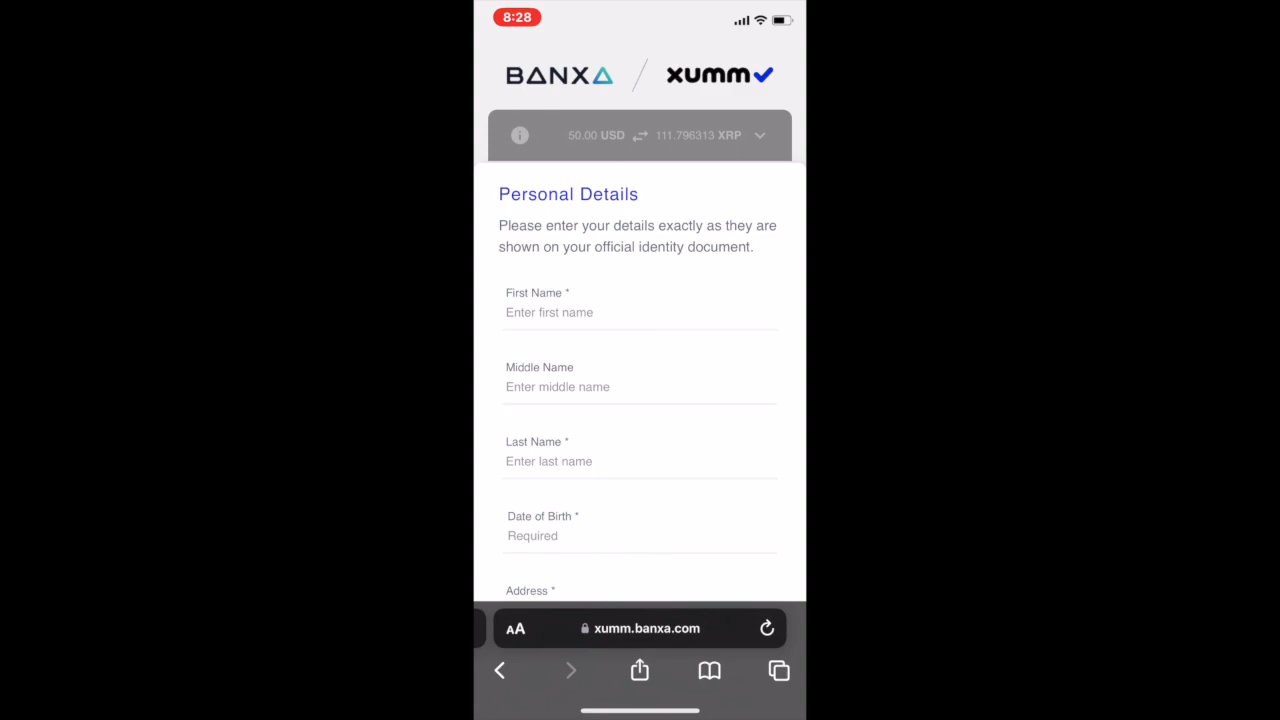 8:28
BANXA / xumm
50.00 USD 111.796313 XRP
Personal Details
Please enter your details exactly as they are
shown on your official identity document.
First Name *
Enter first name
Middle Name
Enter middle name
Last Name *
Enter last name
Date of Birth *
Required
Address *
AA xumm.banxa.com